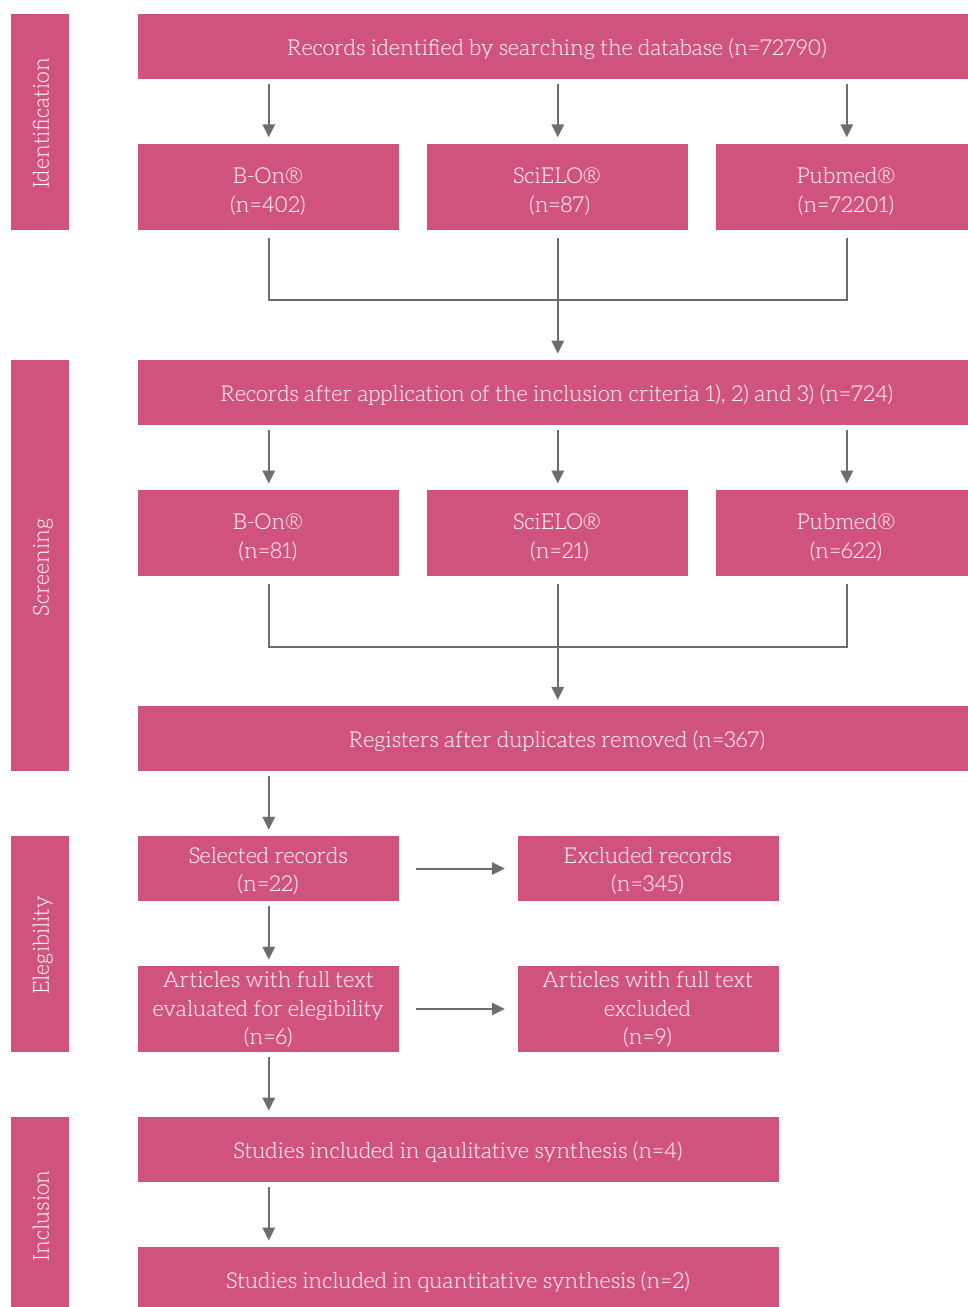 Identification
Records identified by searching the database (n=72790)
B-On®
(n=402)
SciELO®
(n=87)
Pubmed®
(n=72201)
Screening
Records after application of the inclusion criteria 1), 2) and 3) (n=724)
B-On®
(n=81)
SciELO®
(n=21)
Pubmed®
(n=622)
Registers after duplicates removed (n=367)
Elegibility
Selected records
(n=22)
Excluded records
(n=345)
Articles with full text
evaluated for elegibility
(n=6)
Articles with full text
excluded
(n=9)
Inclusion
Studies included in qaulitative synthesis (n=4)
Studies included in quantitative synthesis (n=2)